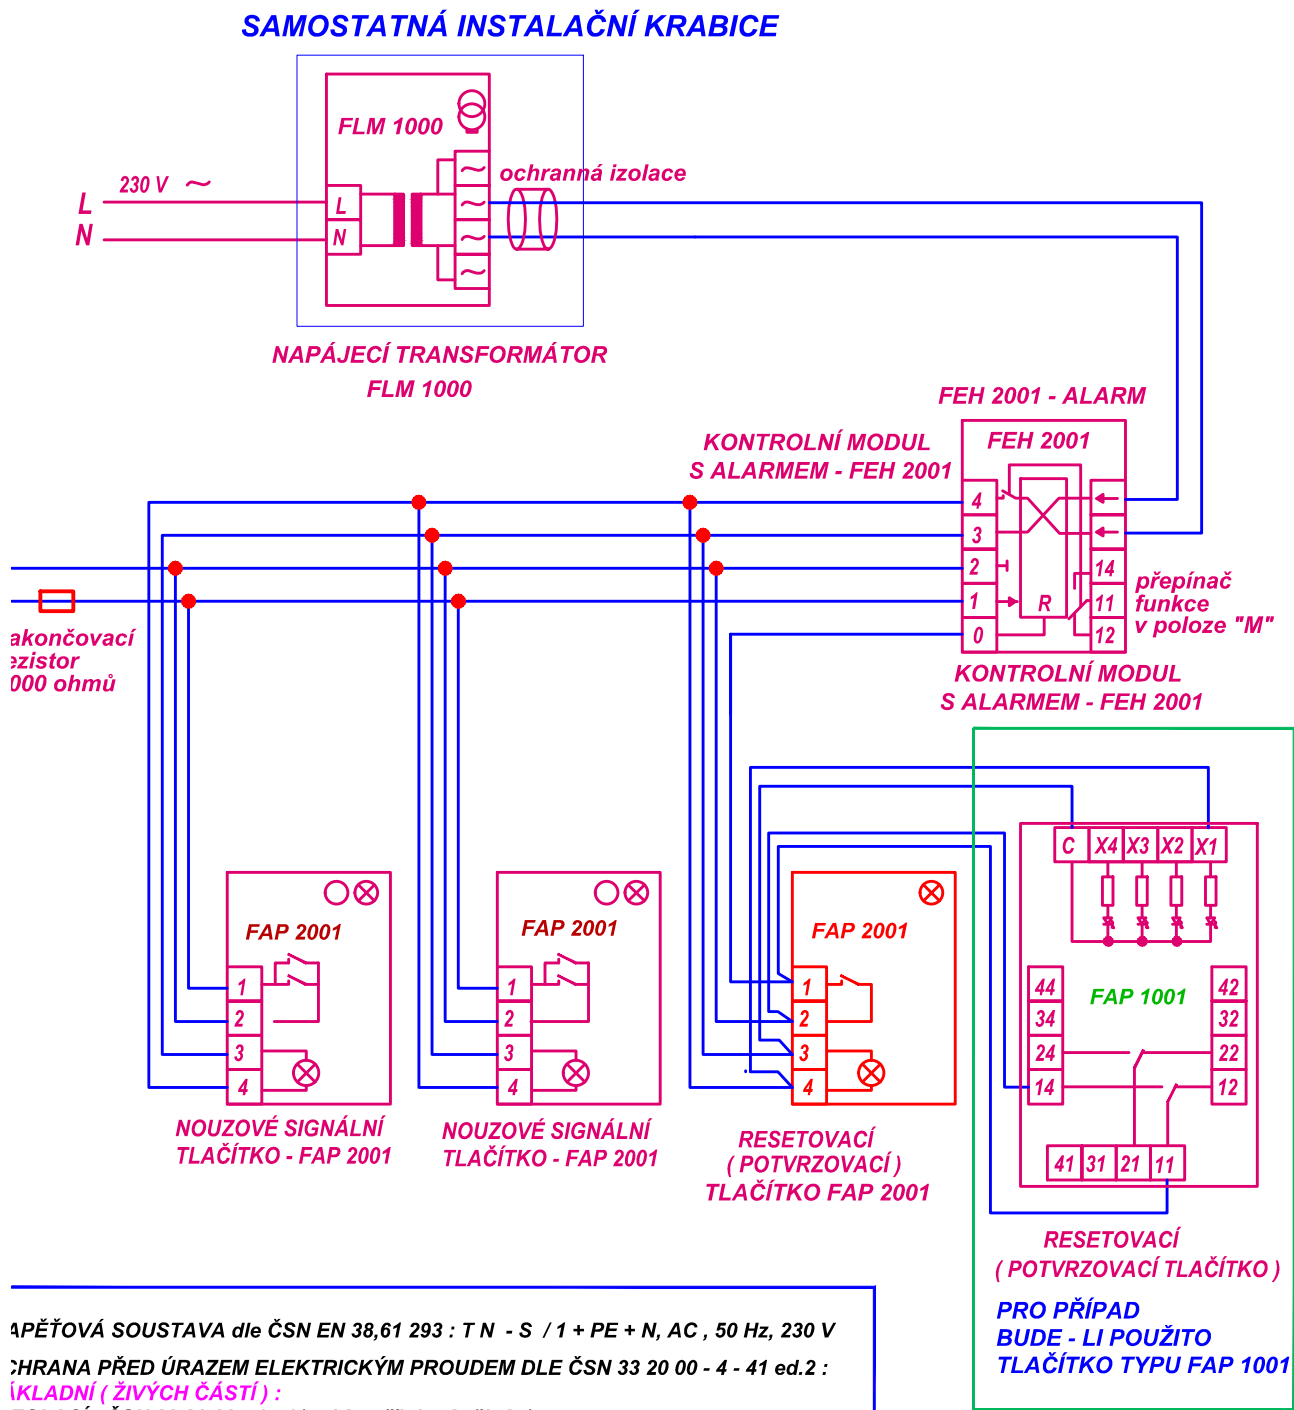 SAMOSTATNÁ INSTALAČNÍ KRABICE
FLM 1000
ochranná izolace
230 V ~
L
N
L
N
~
~
~
~
NAPÁJECÍ TRANSFORMÁTOR
FLM 1000
FEH 2001 - ALARM
KONTROLNÍ MODUL
S ALARMEM - FEH 2001
FEH 2001
4
3
2
1
0
R
14
11
12
přepínač
funkce
v poloze "M"
KONTROLNÍ MODUL
S ALARMEM - FEH 2001
akončovací
ezistor
000 ohmů
FAP 2001
1
2
3
4
NOUZOVÉ SIGNÁLNÍ
TLAČÍTKO - FAP 2001
FAP 2001
1
2
3
4
NOUZOVÉ SIGNÁLNÍ
TLAČÍTKO - FAP 2001
FAP 2001
1
2
3
4
RESETOVACÍ
( POTVRZOVACÍ )
TLAČÍTKO FAP 2001
C X4 X3 X2 X1
FAP 1001
44 42
34 32
24 22
14 12
41 31 21 11
RESETOVACÍ
( POTVRZOVACÍ TLAČÍTKO )
PRO PŘÍPAD
BUDE - LI POUŽITO
TLAČÍTKO TYPU FAP 1001
APĚŤOVÁ SOUSTAVA dle ČSN EN 38,61 293 : T N - S / 1 + PE + N, AC , 50 Hz, 230 V
CHRANA PŘED ÚRAZEM ELEKTRICKÝM PROUDEM DLE ČSN 33 20 00 - 4 - 41 ed.2 :
ÁKLADNÍ ( ŽIVÝCH ČÁSTÍ ) :